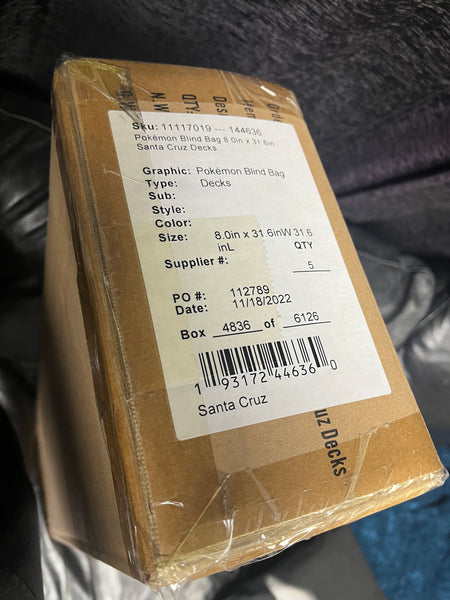 N.W
QTY:
Des
Sku: 11117019 --- 144636
Pokémon Blind Bag 8.0in x 31.6in
Santa Cruz Decks
Graphic: Pokémon Blind Bag
Type: Decks
Sub:
Style:
Color:
Size: 8.0in x 31.6inW 31.6
inL
QTY
Supplier #:
5
PO #: 112789
Date: 11/18/2022
Box 4836 of 6126
1 93172 44636 0
Santa Cruz
uz Decks